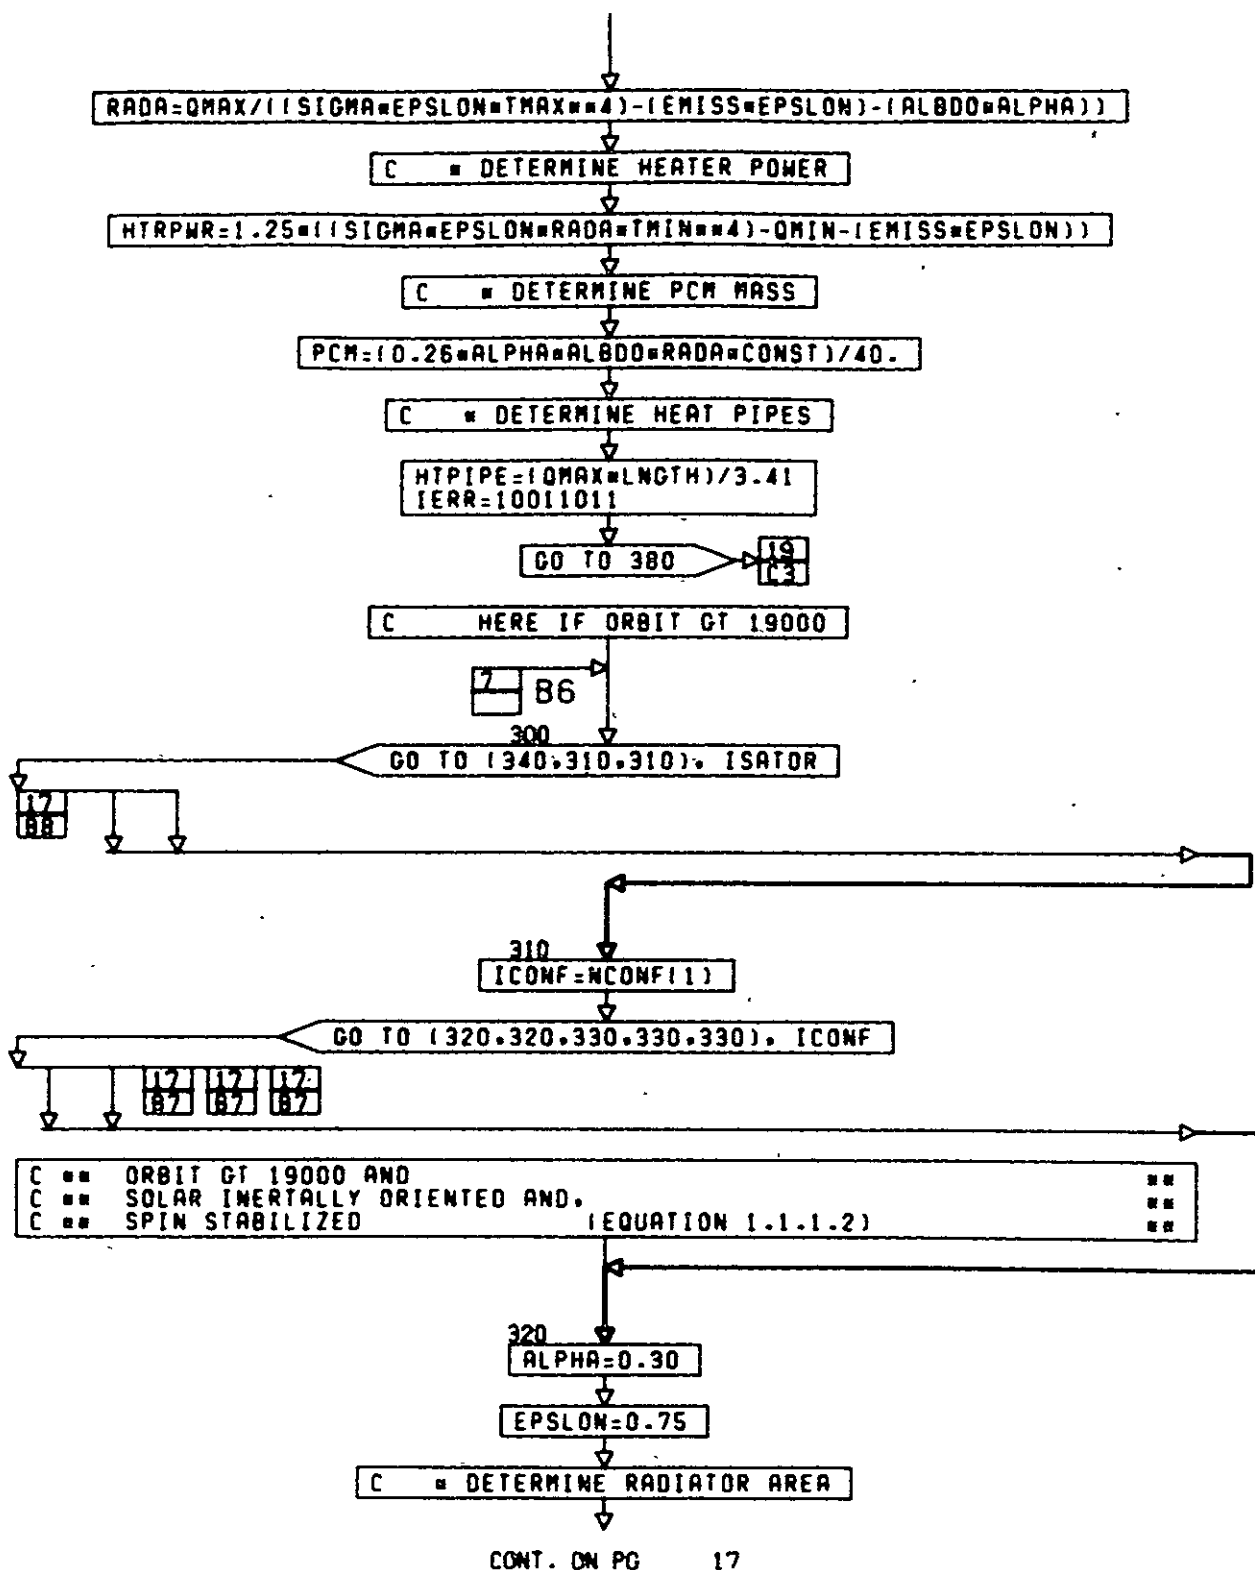 RADA=QMAX/((SIGMA*EPSLON*TMAX**4)-(EMISS*EPSLON)-(ALBDO*ALPHA))
C * DETERMINE HEATER POWER
HTRPWR=1.25*((SIGMA*EPSLON*RADA*TMIN**4)-QMIN-(EMISS*EPSLON))
C * DETERMINE PCM MASS
PCM=(0.26*ALPHA*ALBDO*RADA*CONST)/40.
C * DETERMINE HEAT PIPES
HTPIPE=(QMAX*LNGTH)/3.41
IERR=10011011
GO TO 380
19
C3
C HERE IF ORBIT GT 19000
7
B6
300
GO TO (340,310,310), ISATOR
17
B8
310
ICONF=NCONF(1)
GO TO (320,320,330,330,330), ICONF
17 17 17
B7 B7 B7
C ** ORBIT GT 19000 AND **
C ** SOLAR INERTALLY ORIENTED AND, **
C ** SPIN STABILIZED (EQUATION 1.1.1.2) **
320
ALPHA=0.30
EPSLON=0.75
C * DETERMINE RADIATOR AREA
CONT. ON PG 17